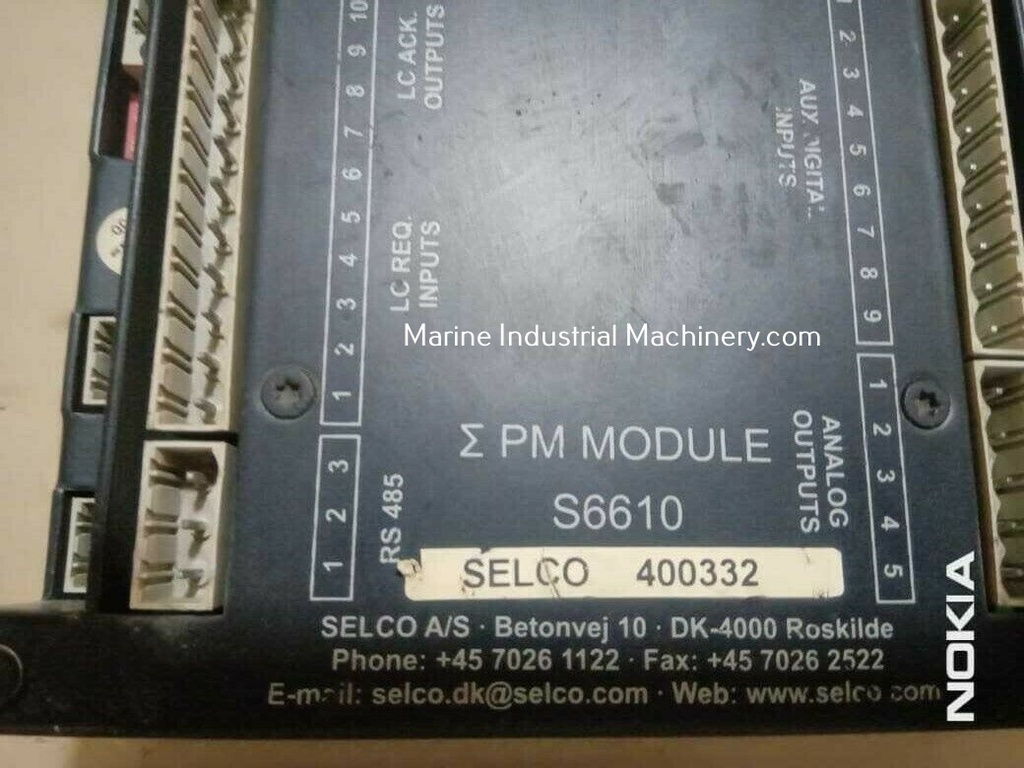 10
9
8
7
6
5
4
3
2
1
LC ACK.
OUTPUTS
LC REQ.
INPUTS
3
2
1
RS 485
1
2
3
4
5
6
7
8
9
INPUTS
AUX.
1
2
3
4
5
ANALOG
OUTPUTS
Marine Industrial Machinery.com
Σ PM MODULE
S6610
SELCO 400332
SELCO A/S · Betonvej 10 · DK-4000 Roskilde
Phone: +45 7026 1122 · Fax: +45 7026 2522
selco.dk@selco.com · Web: www.selco.com
NOKIA